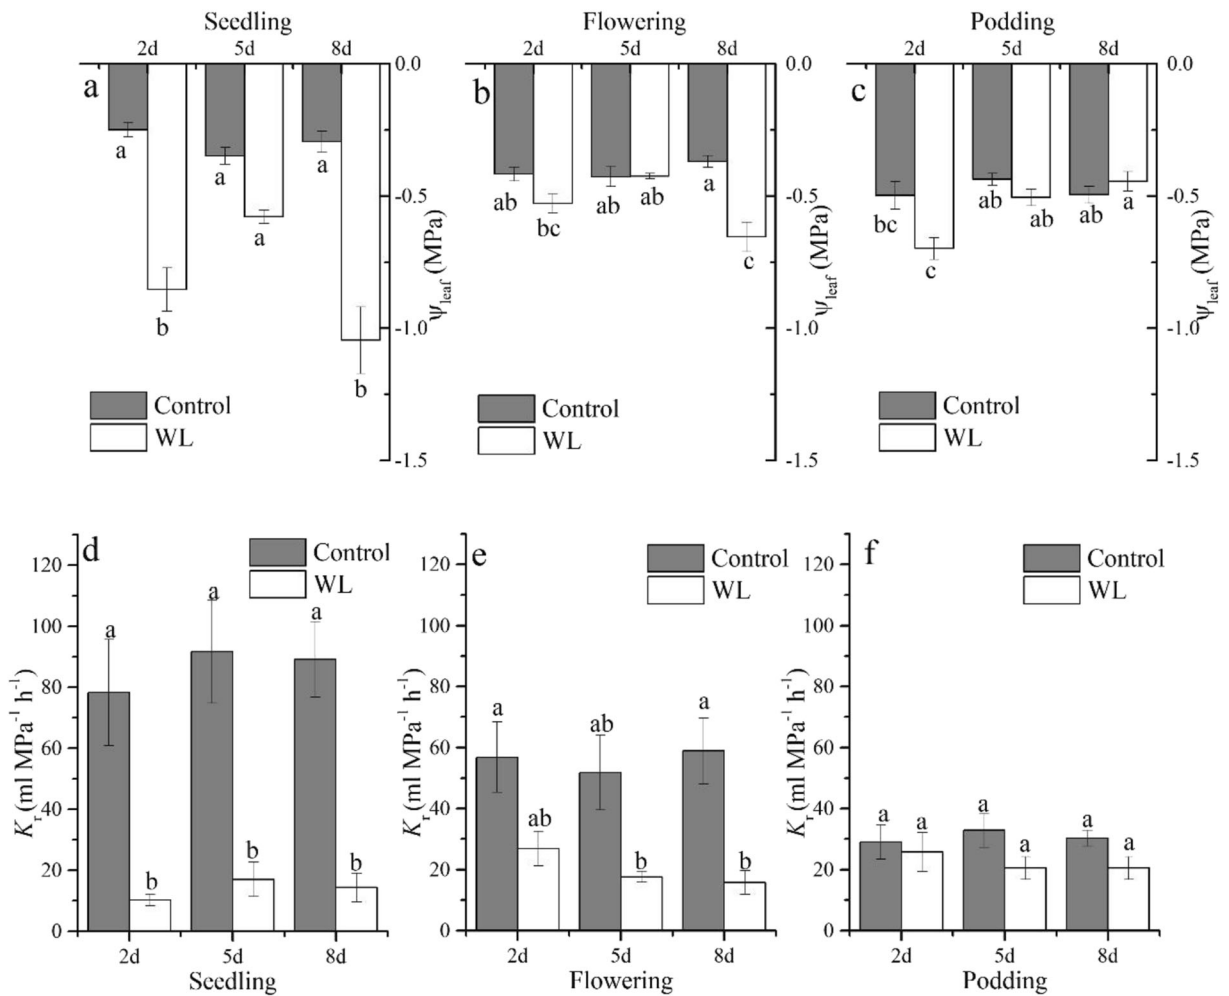 Seedling
2d 5d 8d
a
0.0
-0.5
-1.0
-1.5
ψleaf (MPa)
a
b
a
a
a
b
Control
WL
Flowering
2d 5d 8d
b
0.0
-0.5
-1.0
-1.5
ψleaf (MPa)
ab
bc
ab
ab
a
c
Control
WL
Podding
2d 5d 8d
c
0.0
-0.5
-1.0
-1.5
ψleaf (MPa)
bc
c
ab
ab
ab
a
Control
WL
d
Control
WL
120
100
80
60
40
20
0
Kr (ml MPa-1 h-1)
a
b
a
b
a
b
2d 5d 8d
Seedling
e
Control
WL
120
100
80
60
40
20
0
Kr (ml MPa-1 h-1)
a
ab
ab
b
a
b
2d 5d 8d
Flowering
f
Control
WL
120
100
80
60
40
20
0
Kr (ml MPa-1 h-1)
a
a
a
a
a
a
2d 5d 8d
Podding